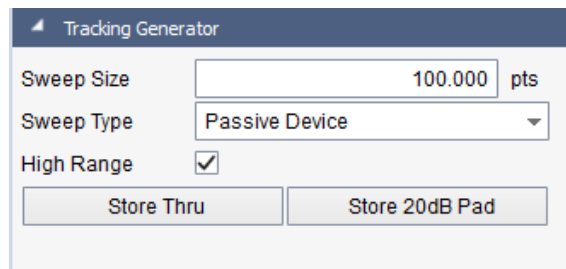 Tracking Generator
Sweep Size 100.000 pts
Sweep Type Passive Device
High Range
Store Thru Store 20dB Pad